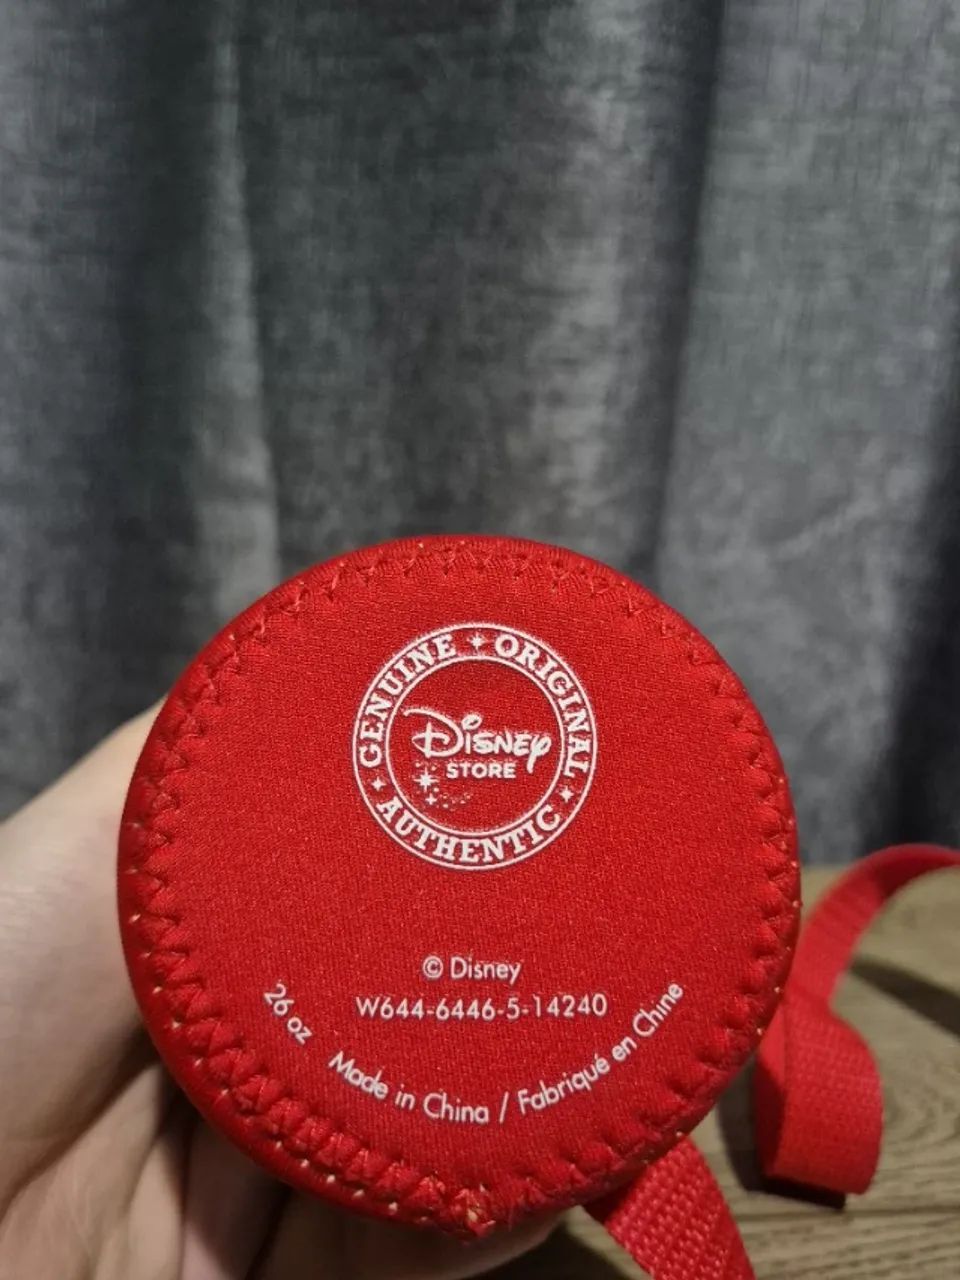 GENUINE ORIGINAL
AUTHENTIC
Disney
STORE
© Disney
W644-6446-5-14240
26 oz Made in China / Fabriqué en Chine